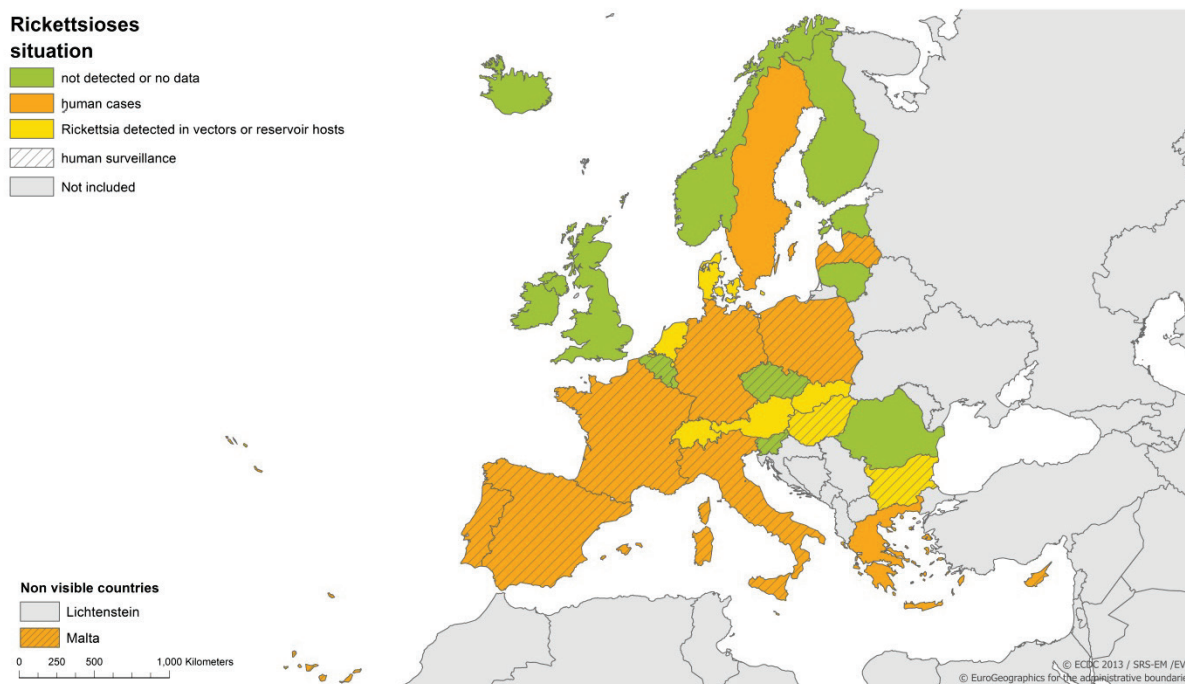 Rickettsioses
situation
not detected or no data
human cases
Rickettsia detected in vectors or reservoir hosts
human surveillance
Not included
Non visible countries
Lichtenstein
Malta
0 250 500 1,000 Kilometers
© ECDC 2013 / SRS-EM /EV
© EuroGeographics for the administrative boundarie